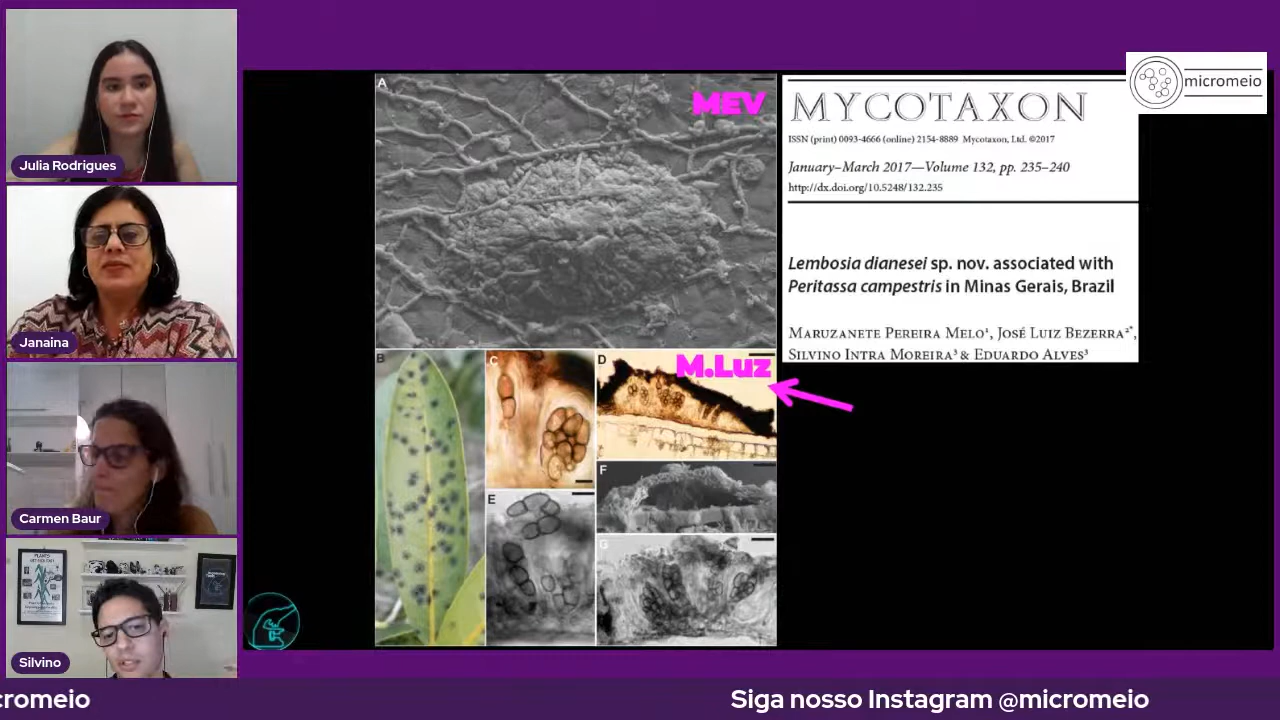 Julia Rodrigues
Janaina
Carmen Baur
Silvino
A
MEV
B
C
D
M.Luz
E
F
G
MYCOTAXON
ISSN (print) 0093-4666 (online) 2154-8889 Mycotaxon, Ltd. ©2017
January–March 2017—Volume 132, pp. 235–240
http://dx.doi.org/10.5248/132.235
Lembosia dianesei sp. nov. associated with
Peritassa campestris in Minas Gerais, Brazil
Maruzanete Pereira Melo¹, José Luiz Bezerra²*,
Silvino Intra Moreira³ & Eduardo Alves³
micromeio
cromeio
Siga nosso Instagram @micromeio